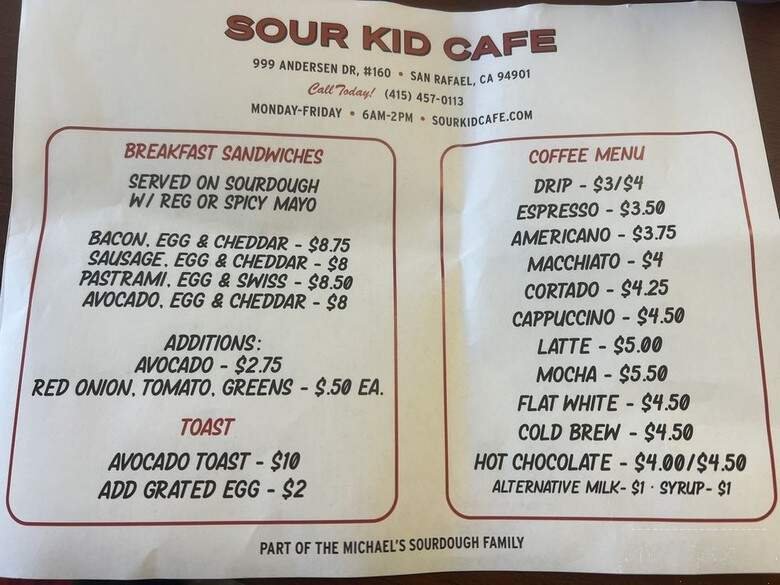 SOUR KID CAFE
999 ANDERSEN DR, #160 • SAN RAFAEL, CA 94901
Call Today! (415) 457-0113
MONDAY-FRIDAY • 6AM-2PM • SOURKIDCAFE.COM
BREAKFAST SANDWICHES
SERVED ON SOURDOUGH
W/ REG OR SPICY MAYO
BACON, EGG & CHEDDAR - $8.75
SAUSAGE, EGG & CHEDDAR - $8
PASTRAMI, EGG & SWISS - $8.50
AVOCADO, EGG & CHEDDAR - $8
ADDITIONS:
AVOCADO - $2.75
RED ONION, TOMATO, GREENS - $.50 EA.
TOAST
AVOCADO TOAST - $10
ADD GRATED EGG - $2
COFFEE MENU
DRIP - $3/$4
ESPRESSO - $3.50
AMERICANO - $3.75
MACCHIATO - $4
CORTADO - $4.25
CAPPUCCINO - $4.50
LATTE - $5.00
MOCHA - $5.50
FLAT WHITE - $4.50
COLD BREW - $4.50
HOT CHOCOLATE - $4.00/$4.50
ALTERNATIVE MILK- $1 · SYRUP- $1
PART OF THE MICHAEL'S SOURDOUGH FAMILY